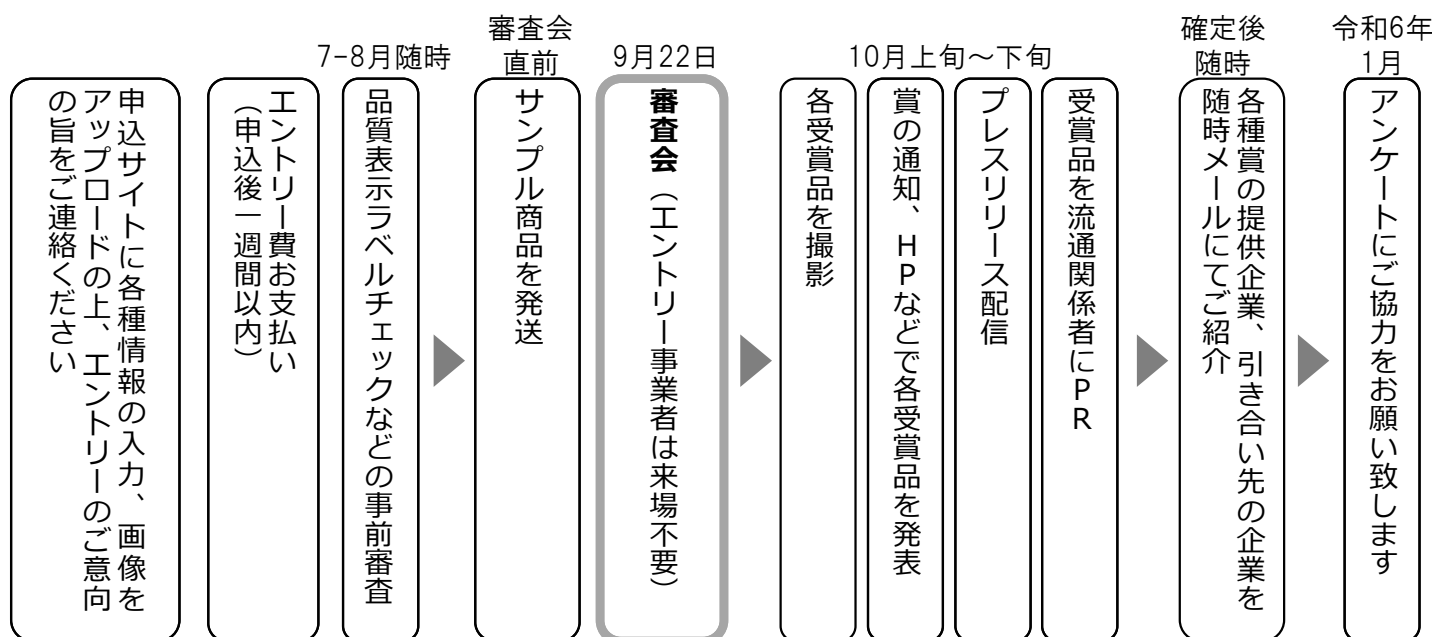 申込サイトに各種情報の入力、画像を
アップロードの上、エントリーのご意向
の旨をご連絡ください
エントリー費お支払い
（申込後一週間以内）
7-8月随時
品質表示ラベルチェックなどの事前審査
審査会
直前
サンプル商品を発送
9月22日
審査会（エントリー事業者は来場不要）
10月上旬～下旬
各受賞品を撮影
賞の通知、HPなどで各受賞品を発表
プレスリリース配信
受賞品を流通関係者にPR
確定後
随時
各種賞の提供企業、引き合い先の企業を
随時メールにてご紹介
令和6年
1月
アンケートにご協力をお願い致します